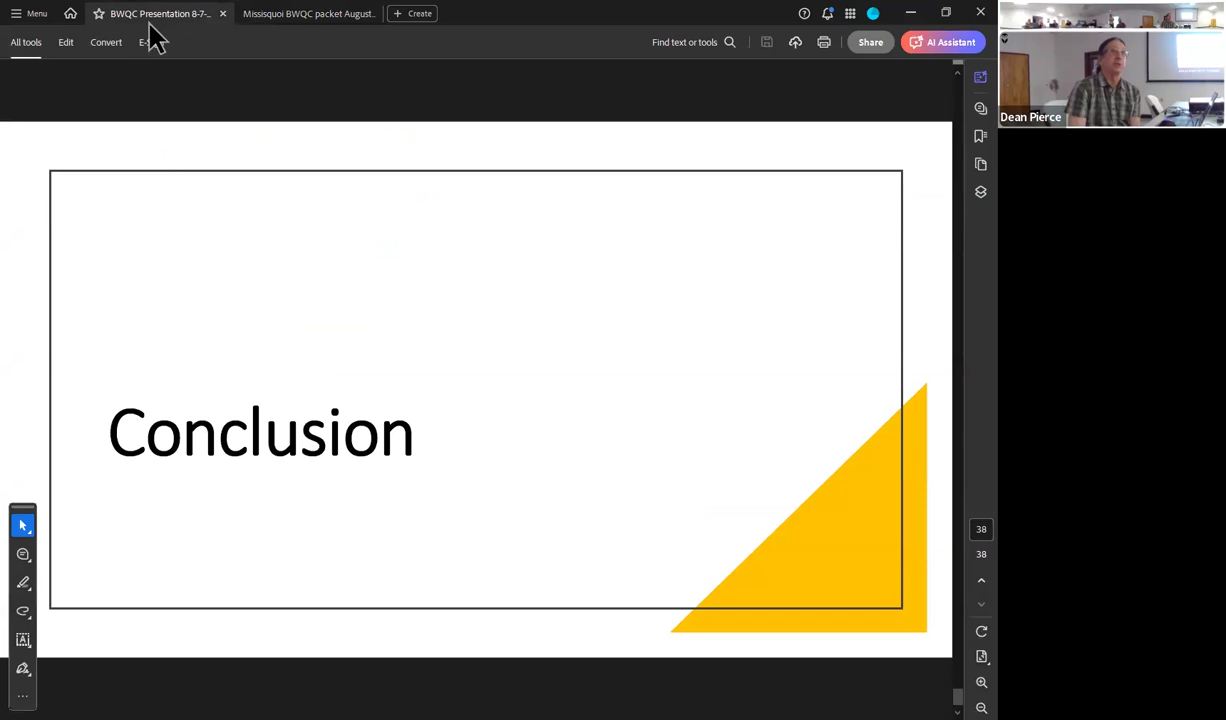 Menu
BWQC Presentation 8-7-...
Missisquoi BWQC packet August...
Create
All tools
Edit
Convert
Find text or tools
Share
AI Assistant
Dean Pierce
Conclusion
38
38